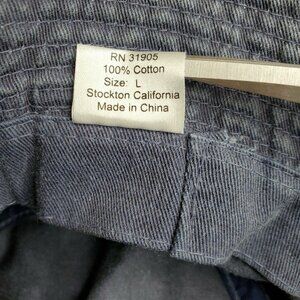 RN 31905
100% Cotton
Size: L
Stockton California
Made in China